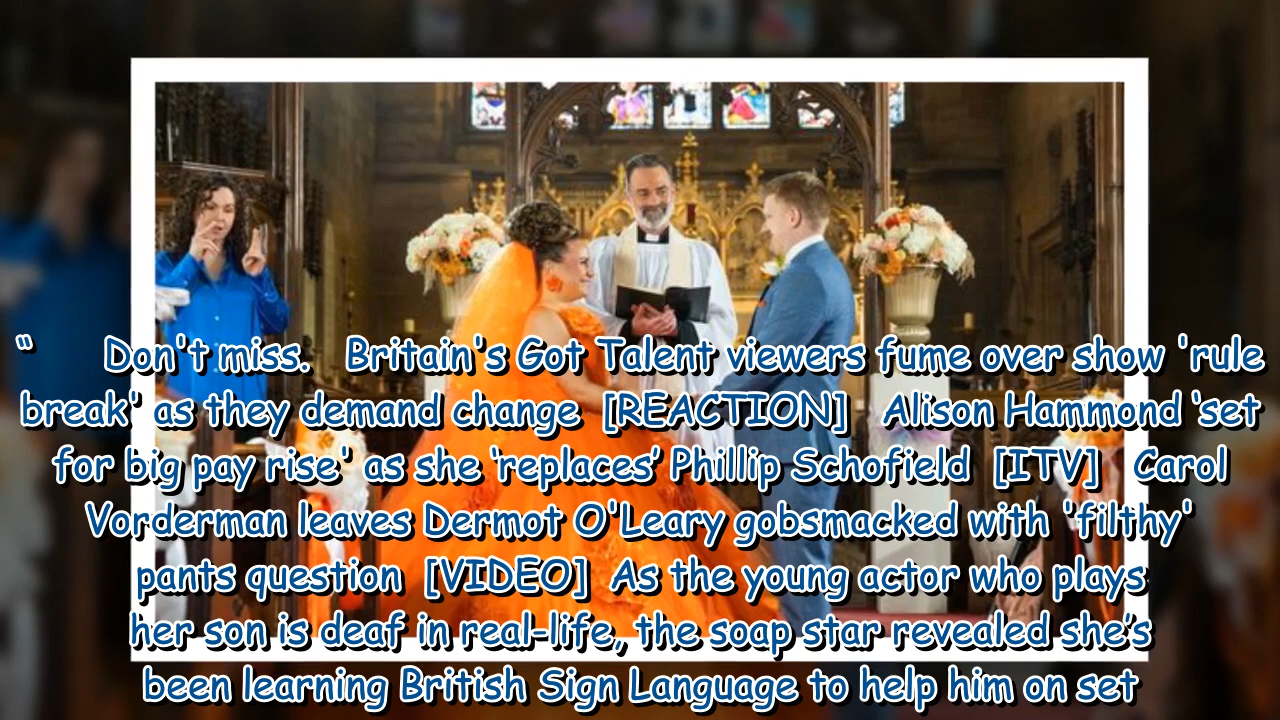 “ Don't miss. Britain's Got Talent viewers fume over show 'rule
break' as they demand change [REACTION] Alison Hammond ‘set
for big pay rise' as she ‘replaces’ Phillip Schofield [ITV] Carol
Vorderman leaves Dermot O'Leary gobsmacked with 'filthy'
pants question [VIDEO] As the young actor who plays
her son is deaf in real-life, the soap star revealed she’s
been learning British Sign Language to help him on set